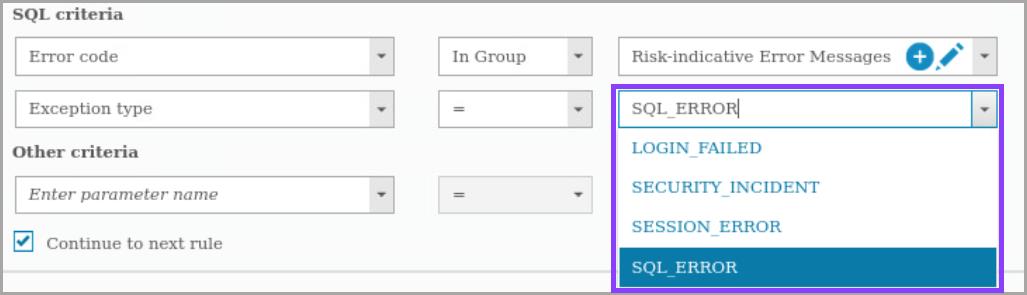 SQL criteria
Error code In Group Risk-indicative Error Messages
Exception type = SQL_ERROR
LOGIN_FAILED
Other criteria
SECURITY_INCIDENT
Enter parameter name =
SESSION_ERROR
Continue to next rule
SQL_ERROR